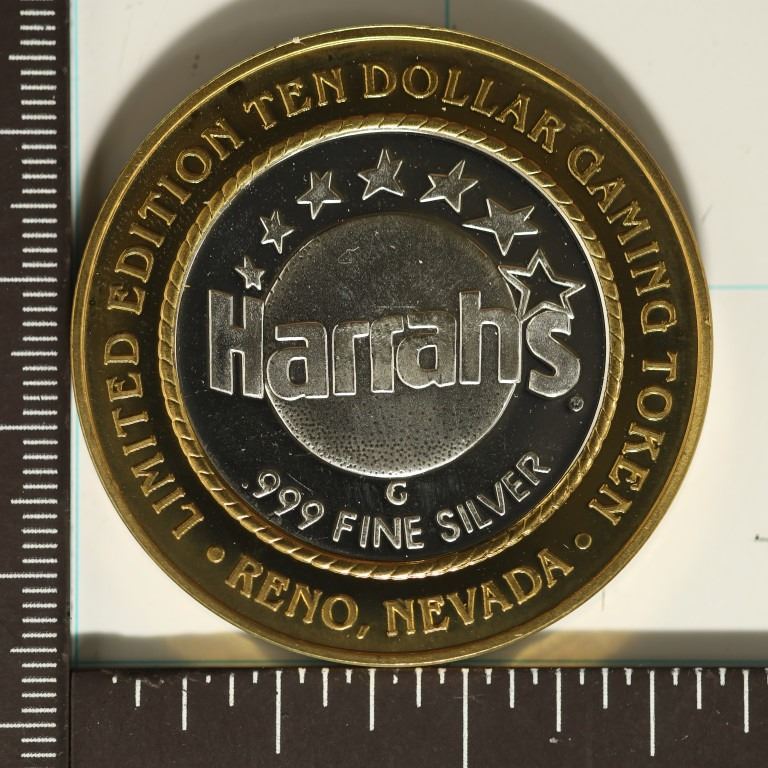 LIMITED EDITION TEN DOLLAR GAMING TOKEN
Harrah's ®
G
.999 FINE SILVER
• RENO, NEVADA •